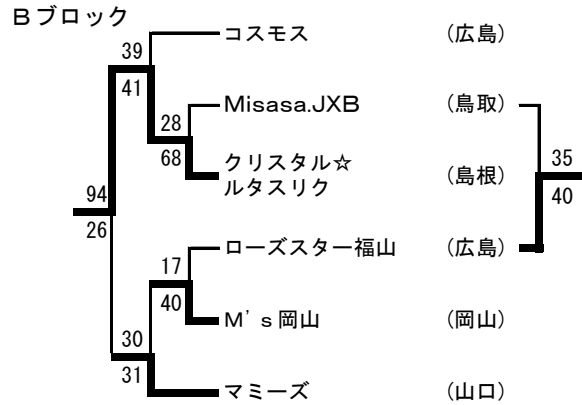 Bブロック
コスモス (広島)
39
41
Misasa.JXB (鳥取)
28
68
クリスタル☆
ルタスリク (島根)
35
40
94
26
ローズスター福山 (広島)
17
40
M's岡山 (岡山)
30
31
マミーズ (山口)